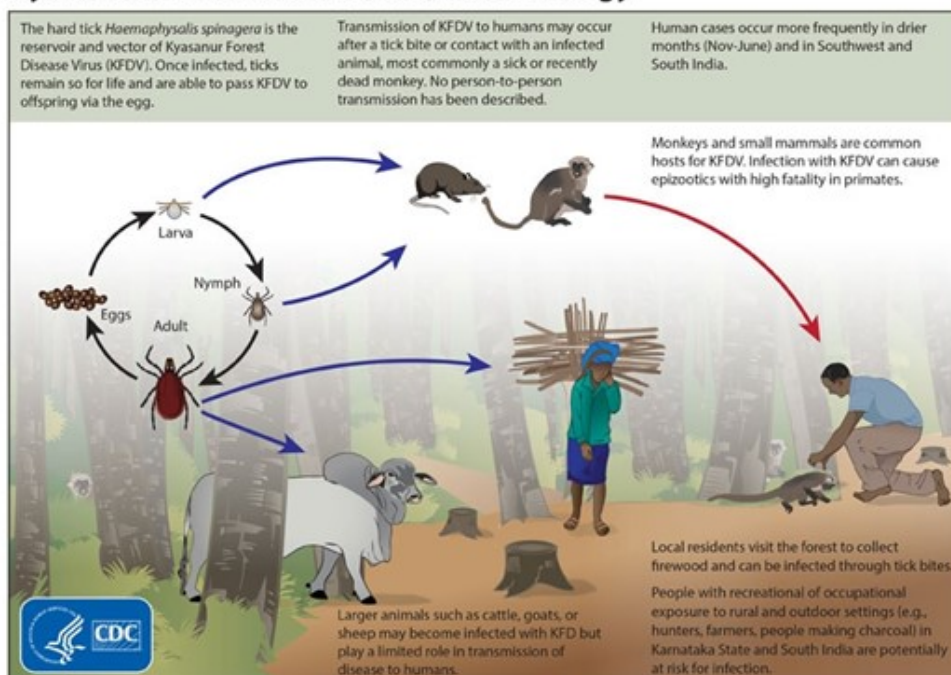 The hard tick Haemaphysalis spinagera is the
reservoir and vector of Kyasanur Forest
Disease Virus (KFDV). Once infected, ticks
remain so for life and are able to pass KFDV to
offspring via the egg.
Transmission of KFDV to humans may occur
after a tick bite or contact with an infected
animal, most commonly a sick or recently
dead monkey. No person-to-person
transmission has been described.
Human cases occur more frequently in drier
months (Nov-June) and in Southwest and
South India.
Monkeys and small mammals are common
hosts for KFDV. Infection with KFDV can cause
epizootics with high fatality in primates.
Larva
Nymph
Eggs
Adult
Local residents visit the forest to collect
firewood and can be infected through tick bites
People with recreational of occupational
exposure to rural and outdoor settings (e.g.,
hunters, farmers, people making charcoal) in
Karnataka State and South India are potentially
at risk for infection.
Larger animals such as cattle, goats, or
sheep may become infected with KFD but
play a limited role in transmission of
disease to humans.
CDC